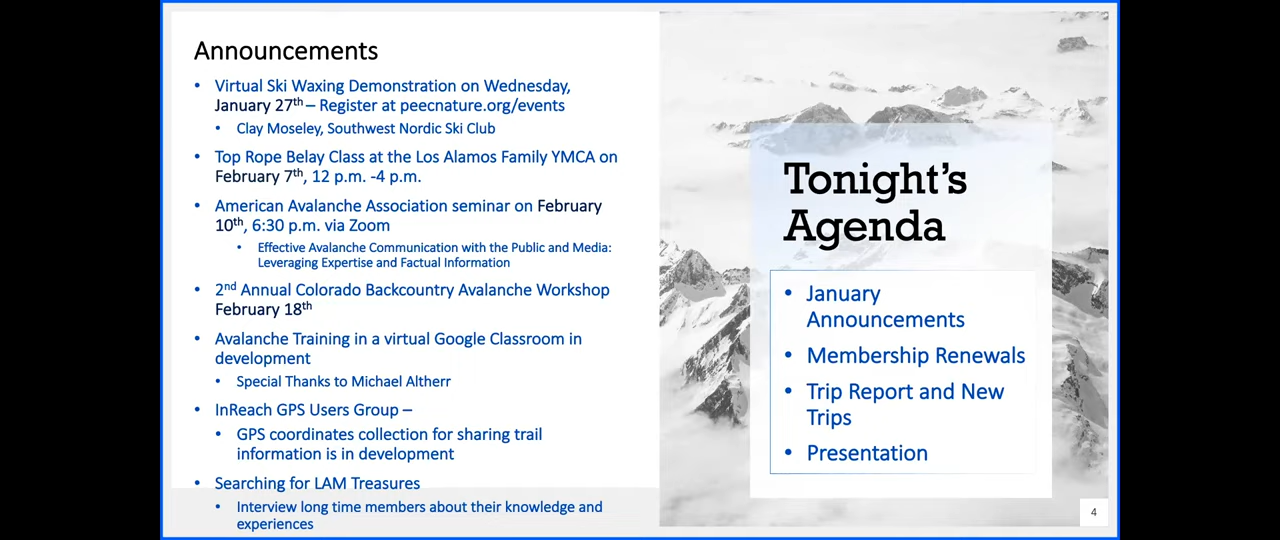 Announcements
• Virtual Ski Waxing Demonstration on Wednesday,
January 27th – Register at peecnature.org/events
• Clay Moseley, Southwest Nordic Ski Club
• Top Rope Belay Class at the Los Alamos Family YMCA on
February 7th, 12 p.m. -4 p.m.
• American Avalanche Association seminar on February
10th, 6:30 p.m. via Zoom
• Effective Avalanche Communication with the Public and Media:
Leveraging Expertise and Factual Information
• 2nd Annual Colorado Backcountry Avalanche Workshop
February 18th
• Avalanche Training in a virtual Google Classroom in
development
• Special Thanks to Michael Altherr
• InReach GPS Users Group –
• GPS coordinates collection for sharing trail
information is in development
• Searching for LAM Treasures
• Interview long time members about their knowledge and
experiences
Tonight's
Agenda
• January
Announcements
• Membership Renewals
• Trip Report and New
Trips
• Presentation
4